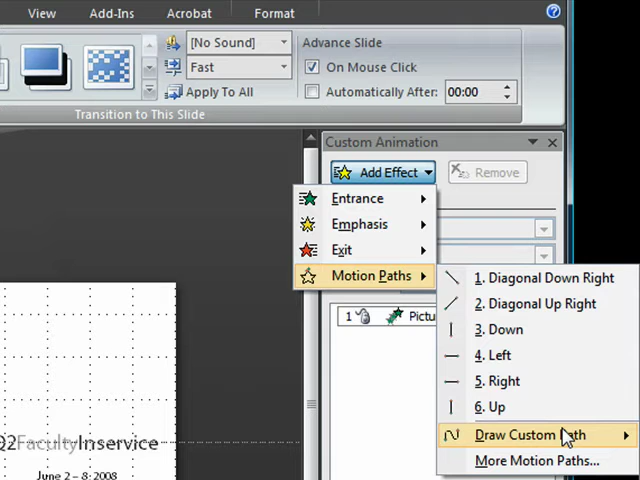 View Add-Ins Acrobat Format
[No Sound] Advance Slide
Fast On Mouse Click
Apply To All Automatically After: 00:00
Transition to This Slide
Custom Animation
Add Effect Remove
Entrance
Emphasis
Exit
Motion Paths
1. Diagonal Down Right
2. Diagonal Up Right
1 Pictu
3. Down
4. Left
5. Right
6. Up
Draw Custom Path
More Motion Paths...
Q2FacultyInservice
June 2 – 8 · 2008